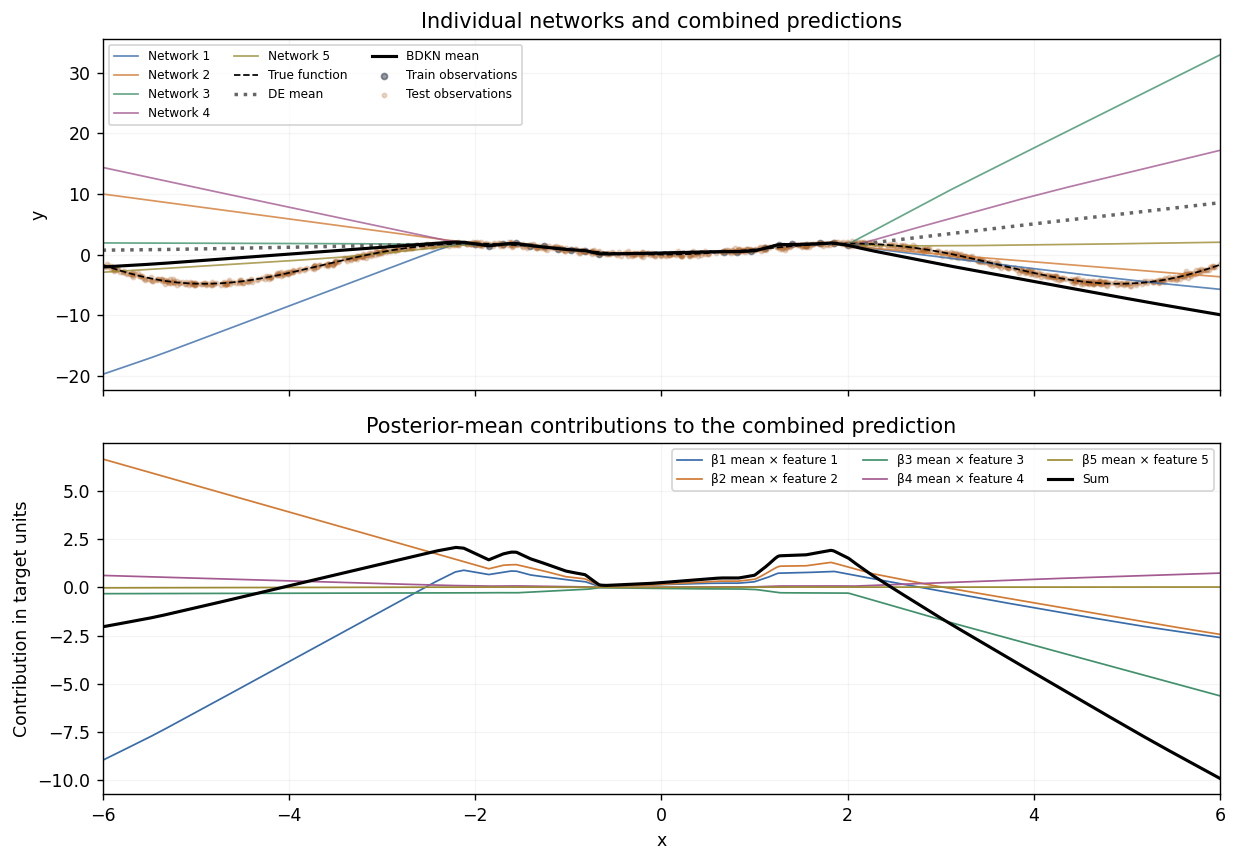 Individual networks and combined predictions
Network 1
Network 2
Network 3
Network 4
Network 5
True function
DE mean
BDKN mean
Train observations
Test observations
30
20
10
0
−10
−20
y
Posterior-mean contributions to the combined prediction
β1 mean × feature 1
β2 mean × feature 2
β3 mean × feature 3
β4 mean × feature 4
β5 mean × feature 5
Sum
5.0
2.5
0.0
−2.5
−5.0
−7.5
−10.0
Contribution in target units
−6
−4
−2
0
2
4
6
x